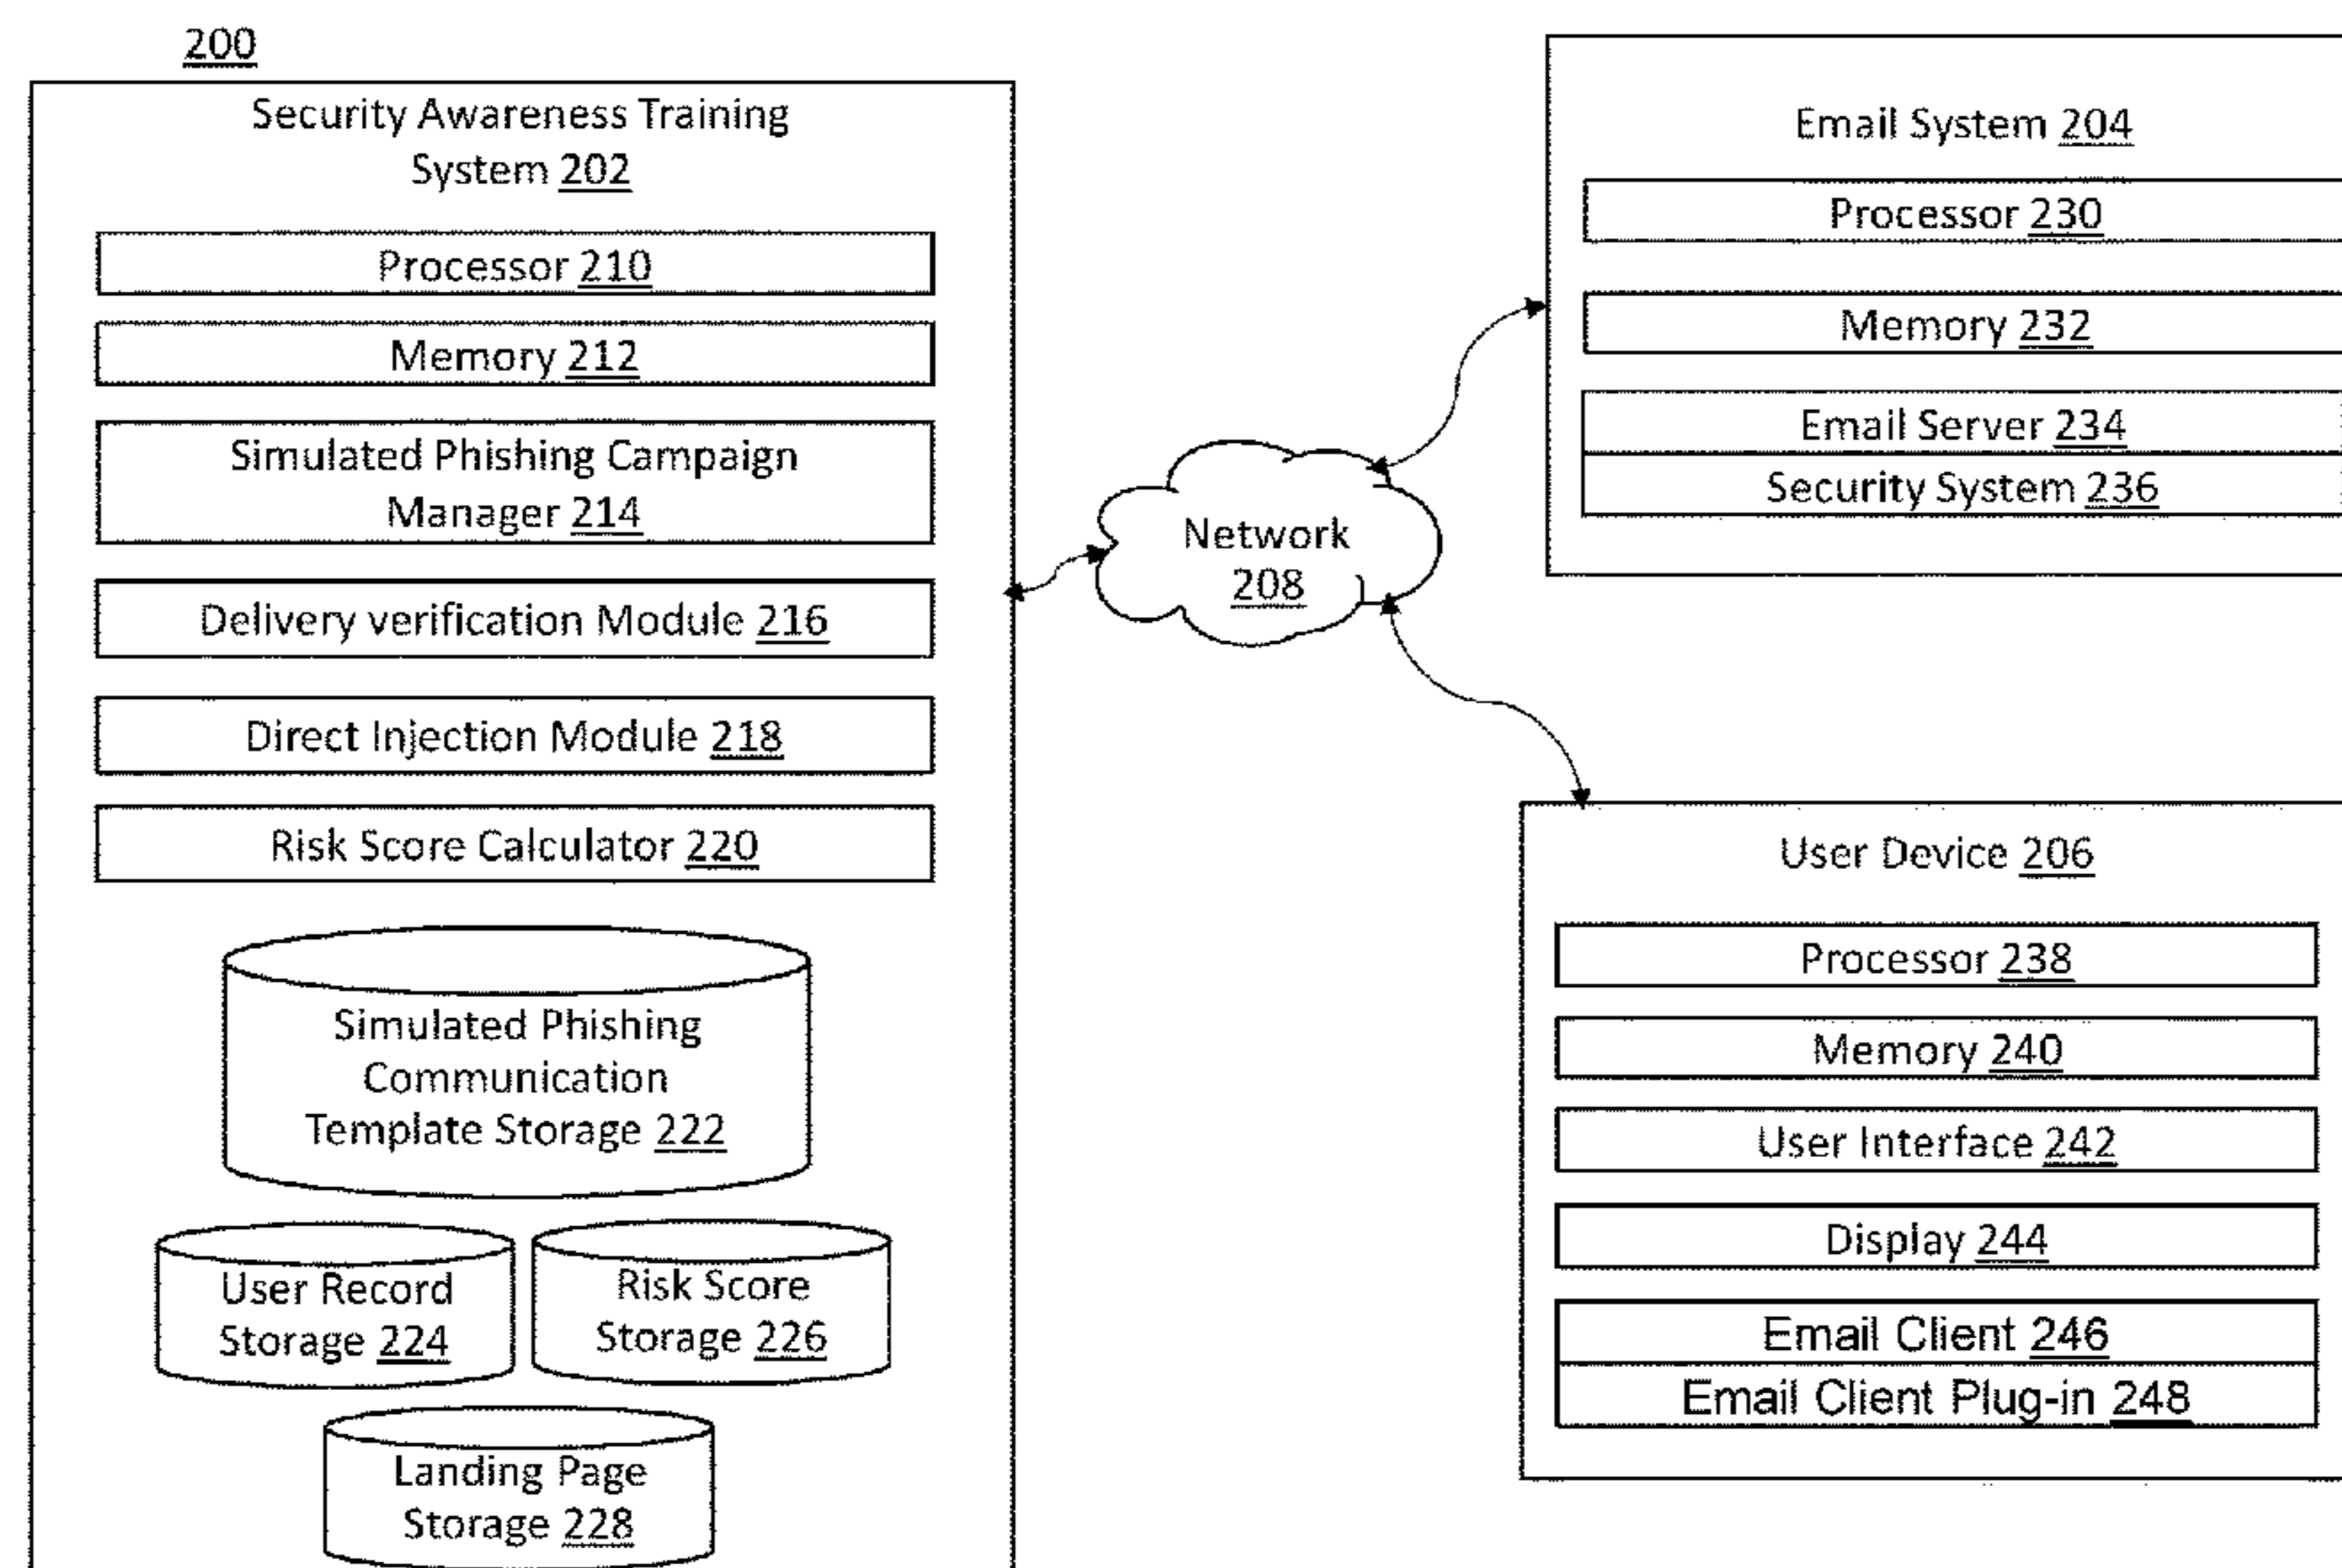 200
Security Awareness Training
System 202
Processor 210
Memory 212
Simulated Phishing Campaign
Manager 214
Delivery verification Module 216
Direct Injection Module 218
Risk Score Calculator 220
Simulated Phishing
Communication
Template Storage 222
User Record
Storage 224
Risk Score
Storage 226
Landing Page
Storage 228
Network
208
Email System 204
Processor 230
Memory 232
Email Server 234
Security System 236
User Device 206
Processor 238
Memory 240
User Interface 242
Display 244
Email Client 246
Email Client Plug-in 248